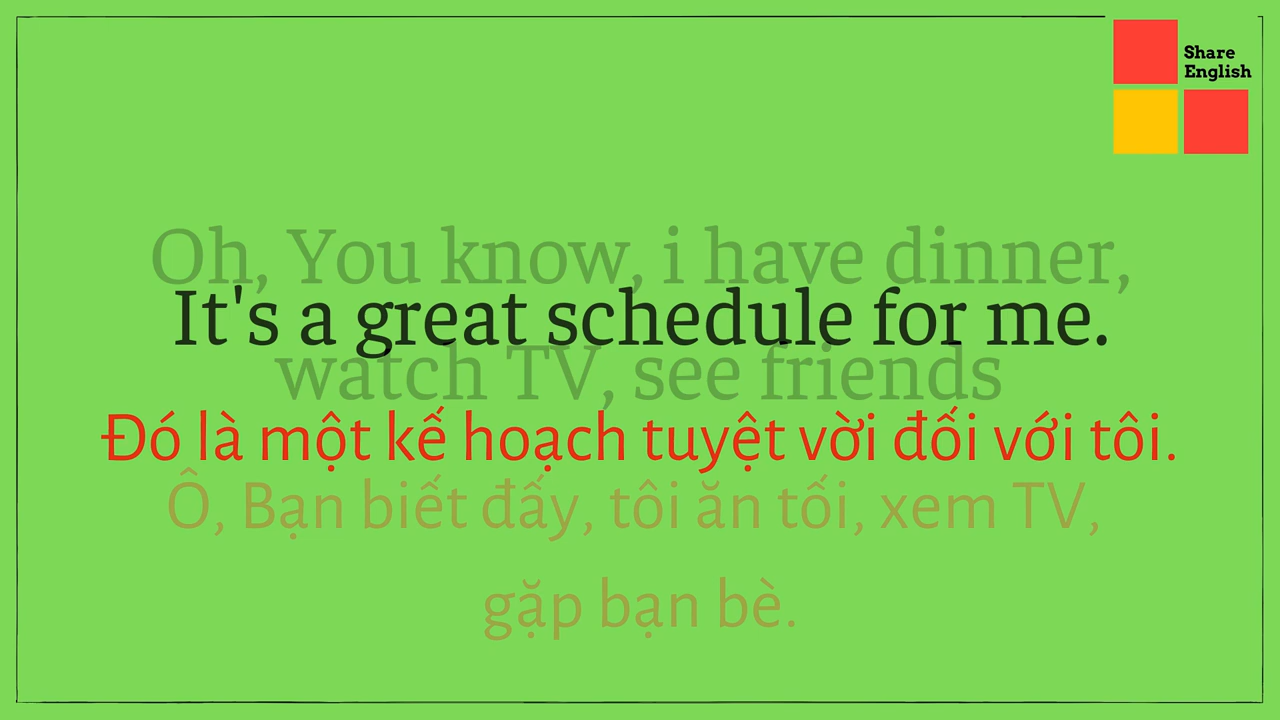 Share
English
Oh, You know, i have dinner,
It's a great schedule for me.
watch TV, see friends
Đó là một kế hoạch tuyệt vời đối với tôi.
Ô, Bạn biết đấy, tôi ăn tối, xem TV,
gặp bạn bè.